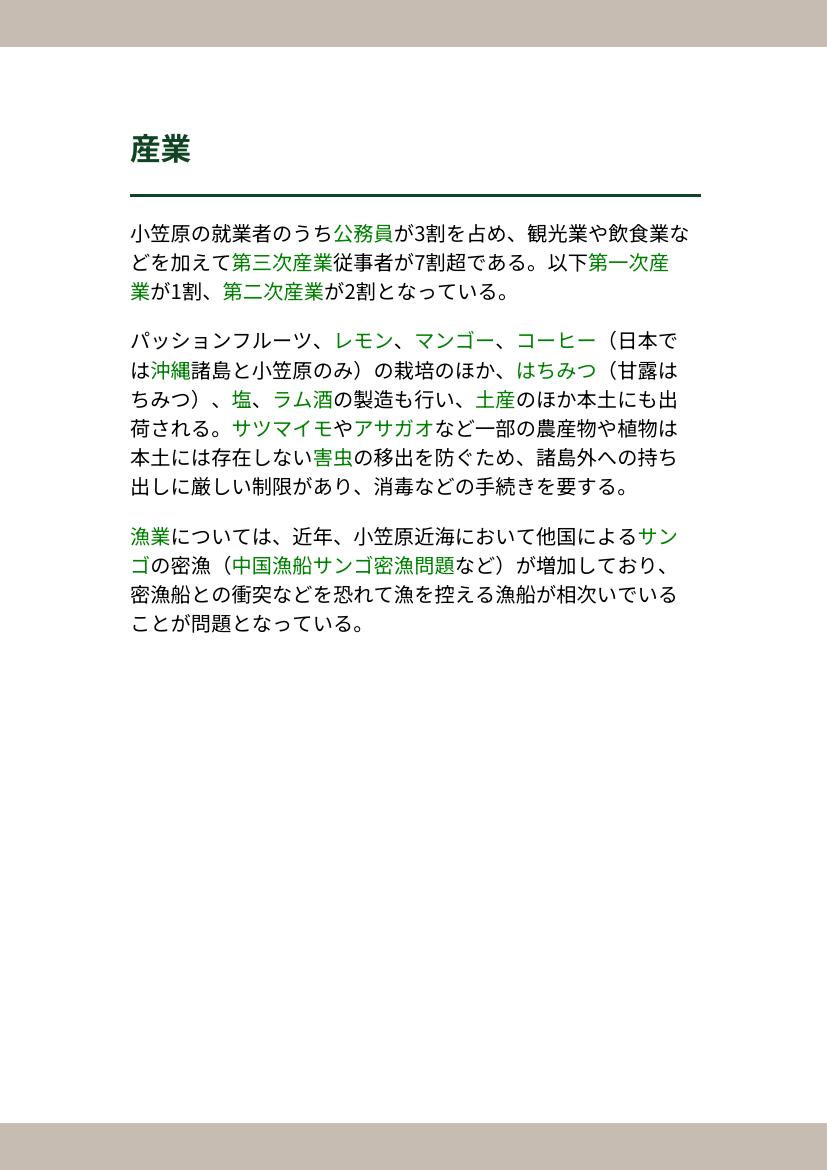 産業
小笠原の就業者のうち公務員が3割を占め、観光業や飲食業な
どを加えて第三次産業従事者が7割超である。以下第一次産
業が1割、第二次産業が2割となっている。
パッションフルーツ、レモン、マンゴー、コーヒー（日本で
は沖縄諸島と小笠原のみ）の栽培のほか、はちみつ（甘露は
ちみつ）、塩、ラム酒の製造も行い、土産のほか本土にも出
荷される。サツマイモやアサガオなど一部の農産物や植物は
本土には存在しない害虫の移出を防ぐため、諸島外への持ち
出しに厳しい制限があり、消毒などの手続きを要する。
漁業については、近年、小笠原近海において他国によるサン
ゴの密漁（中国漁船サンゴ密漁問題など）が増加しており、
密漁船との衝突などを恐れて漁を控える漁船が相次いでいる
ことが問題となっている。